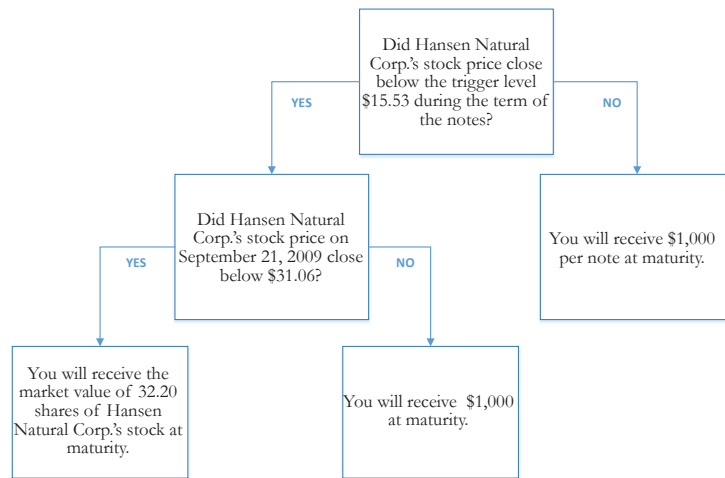 Did Hansen Natural
Corp.'s stock price close
below the trigger level
$15.53 during the term of
the notes?
YES
NO
Did Hansen Natural
Corp.'s stock price on
September 21, 2009 close
below $31.06?
You will receive $1,000
per note at maturity.
YES
NO
You will receive the
market value of 32.20
shares of Hansen
Natural Corp.'s stock at
maturity.
You will receive $1,000
at maturity.